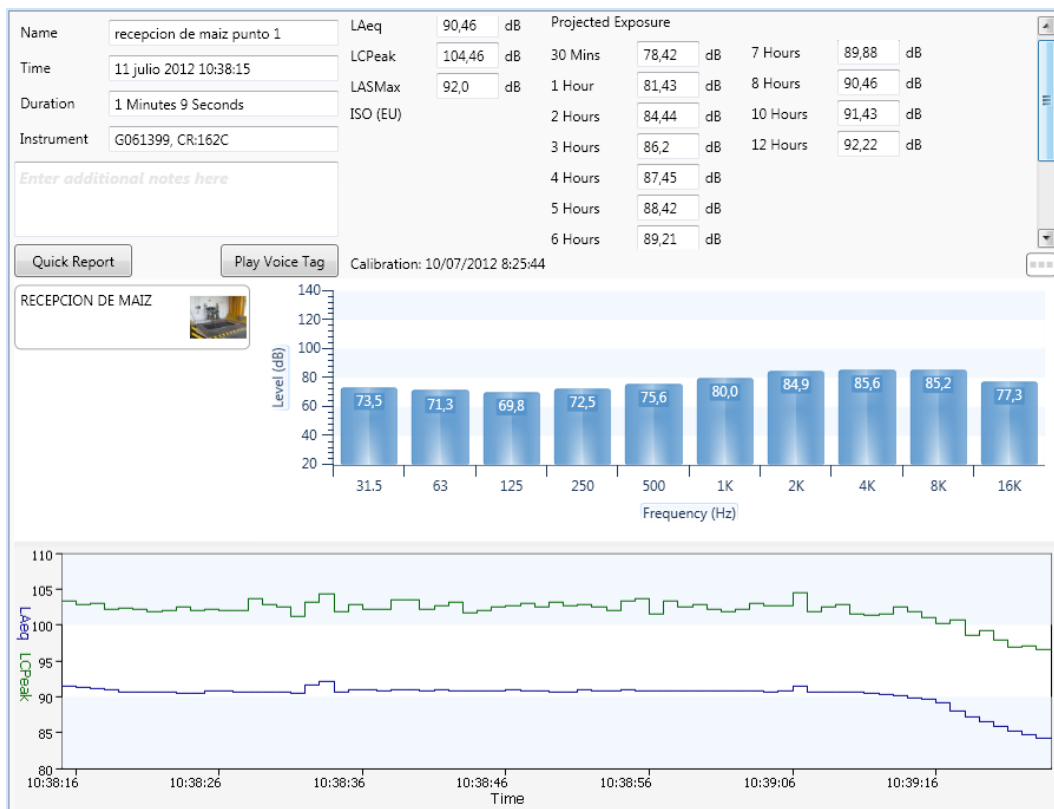 Name recepcion de maiz punto 1
Time 11 julio 2012 10:38:15
Duration 1 Minutes 9 Seconds
Instrument G061399, CR:162C
Enter additional notes here
Quick Report
Play Voice Tag
LAeq 90,46 dB
LCPeak 104,46 dB
LASMax 92,0 dB
ISO (EU)
Projected Exposure
30 Mins 78,42 dB
1 Hour 81,43 dB
2 Hours 84,44 dB
3 Hours 86,2 dB
4 Hours 87,45 dB
5 Hours 88,42 dB
6 Hours 89,21 dB
7 Hours 89,88 dB
8 Hours 90,46 dB
10 Hours 91,43 dB
12 Hours 92,22 dB
Calibration: 10/07/2012 8:25:44
RECEPCION DE MAIZ
Level (dB)
140
120
100
80
60
40
20
73,5 71,3 69,8 72,5 75,6 80,0 84,9 85,6 85,2 77,3
31.5 63 125 250 500 1K 2K 4K 8K 16K
Frequency (Hz)
LAeq
LCPeak
110
105
100
95
90
85
80
10:38:16 10:38:26 10:38:36 10:38:46 10:38:56 10:39:06 10:39:16
Time